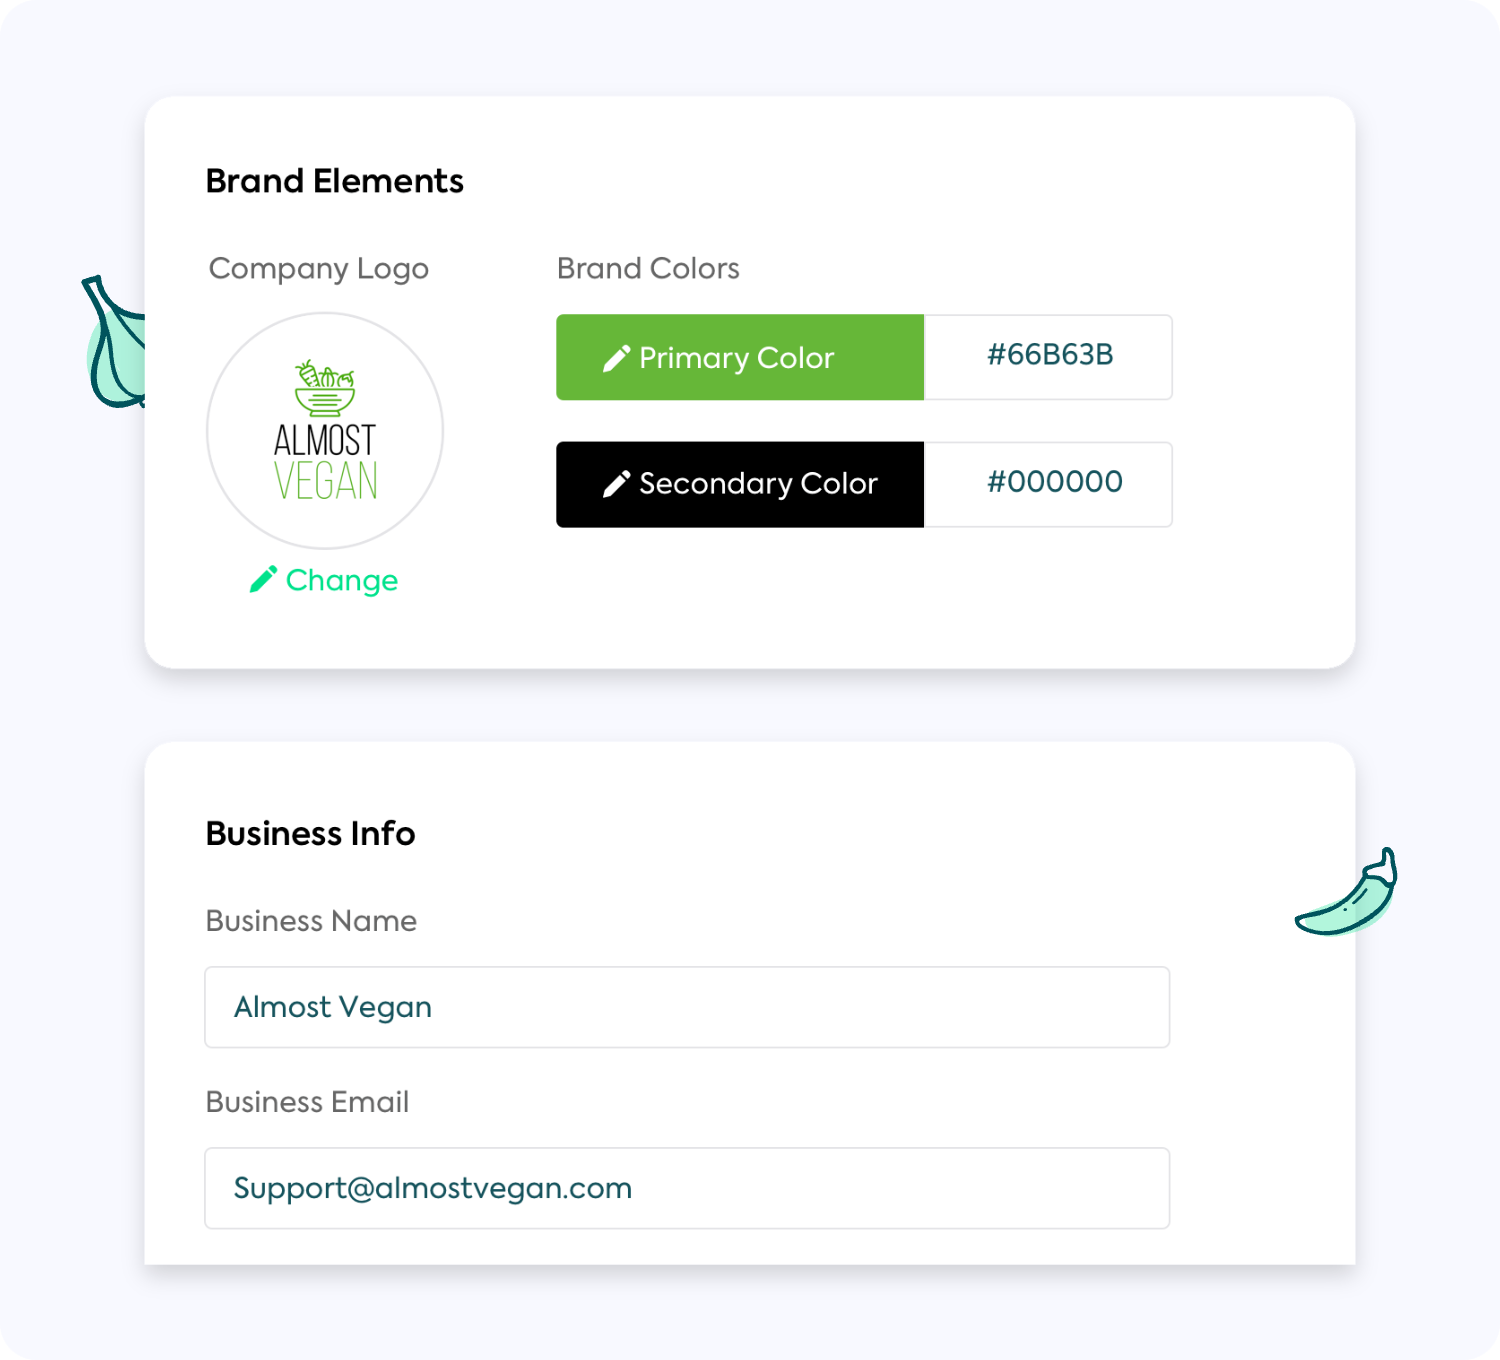 Brand Elements
Company Logo
Brand Colors
ALMOST
VEGAN
Change
Primary Color
#66B63B
Secondary Color
#000000
Business Info
Business Name
Almost Vegan
Business Email
Support@almostvegan.com